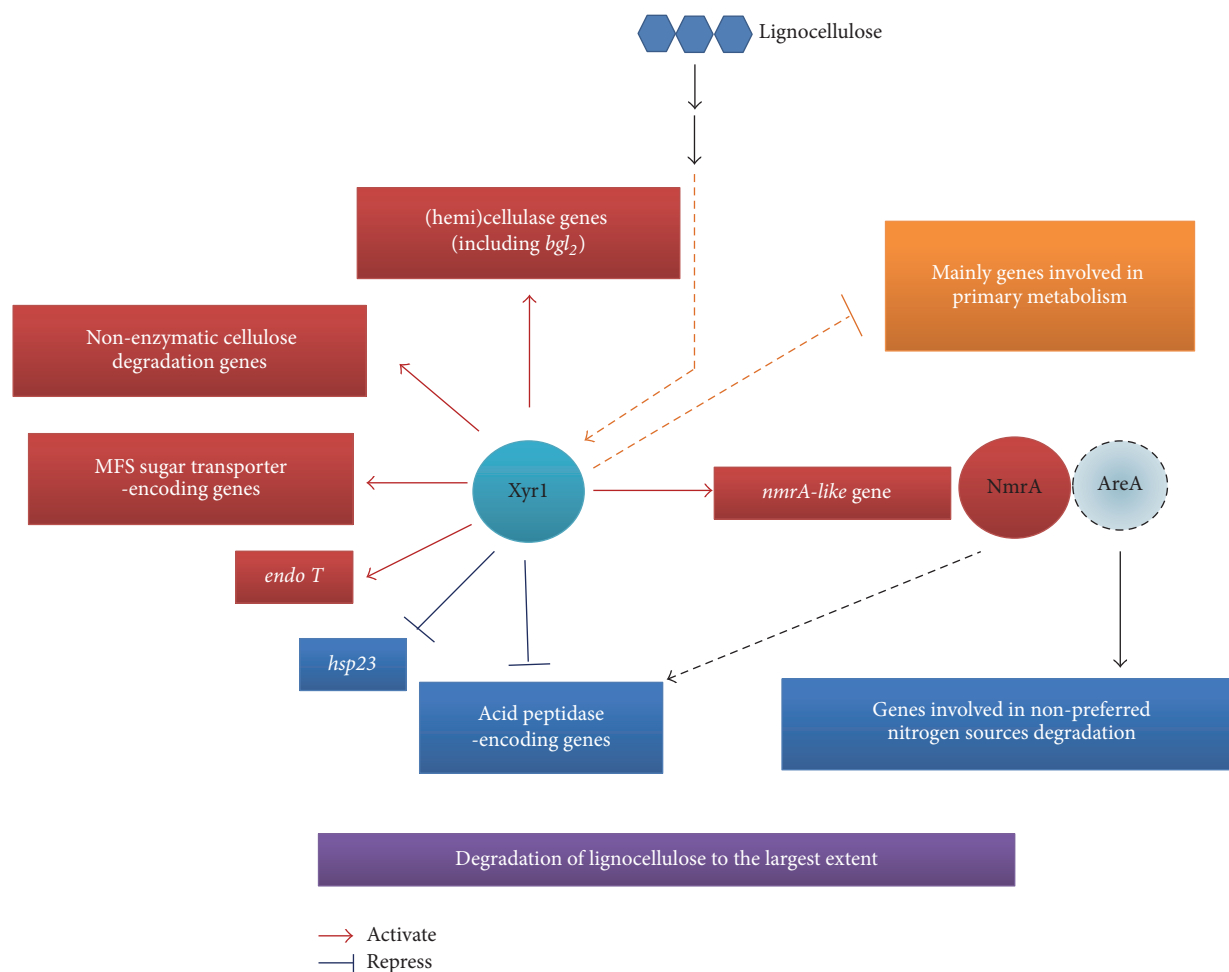 Lignocellulose
(hemi)cellulase genes
(including bgl₂)
Mainly genes involved in
primary metabolism
Non-enzymatic cellulose
degradation genes
MFS sugar transporter
-encoding genes
Xyr1
nmrA-like gene
NmrA
AreA
endo T
hsp23
Acid peptidase
-encoding genes
Genes involved in non-preferred
nitrogen sources degradation
Degradation of lignocellulose to the largest extent
Activate
Repress